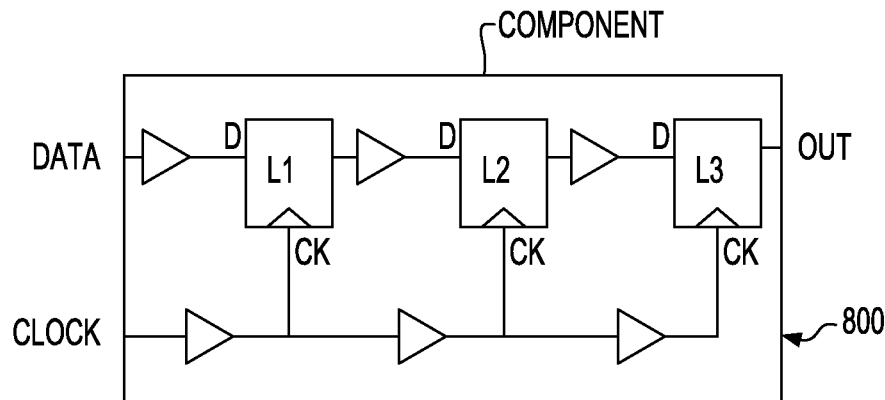 COMPONENT
DATA D L1 D L2 D L3 OUT
CK CK CK
CLOCK 800